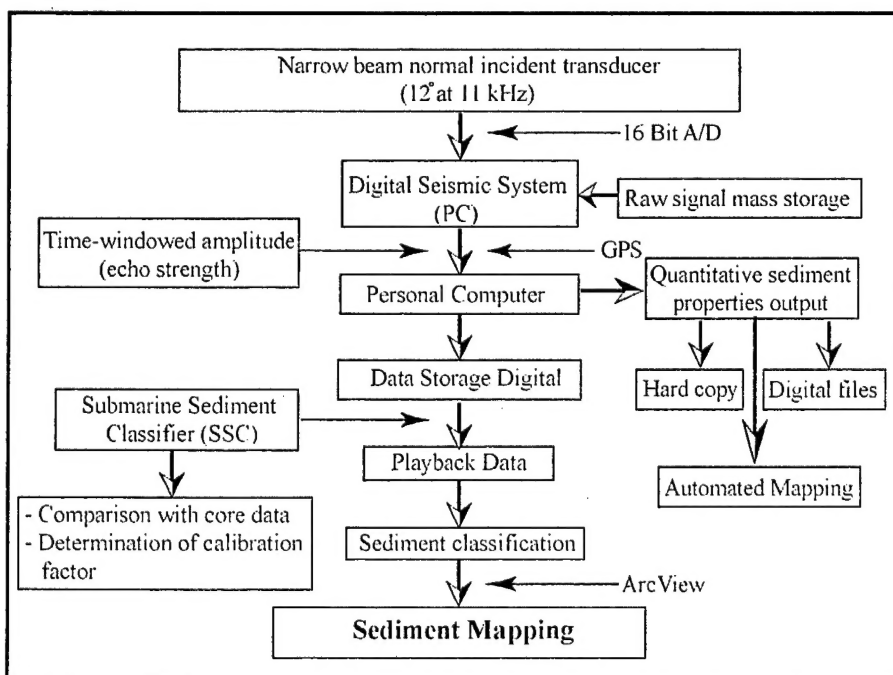 Narrow beam normal incident transducer
(12° at 11 kHz)
16 Bit A/D
Digital Seismic System
(PC)
Raw signal mass storage
Time-windowed amplitude
(echo strength)
GPS
Personal Computer
Quantitative sediment
properties output
Data Storage Digital
Hard copy
Digital files
Submarine Sediment
Classifier (SSC)
Playback Data
Automated Mapping
- Comparison with core data
- Determination of calibration
factor
Sediment classification
ArcView
Sediment Mapping